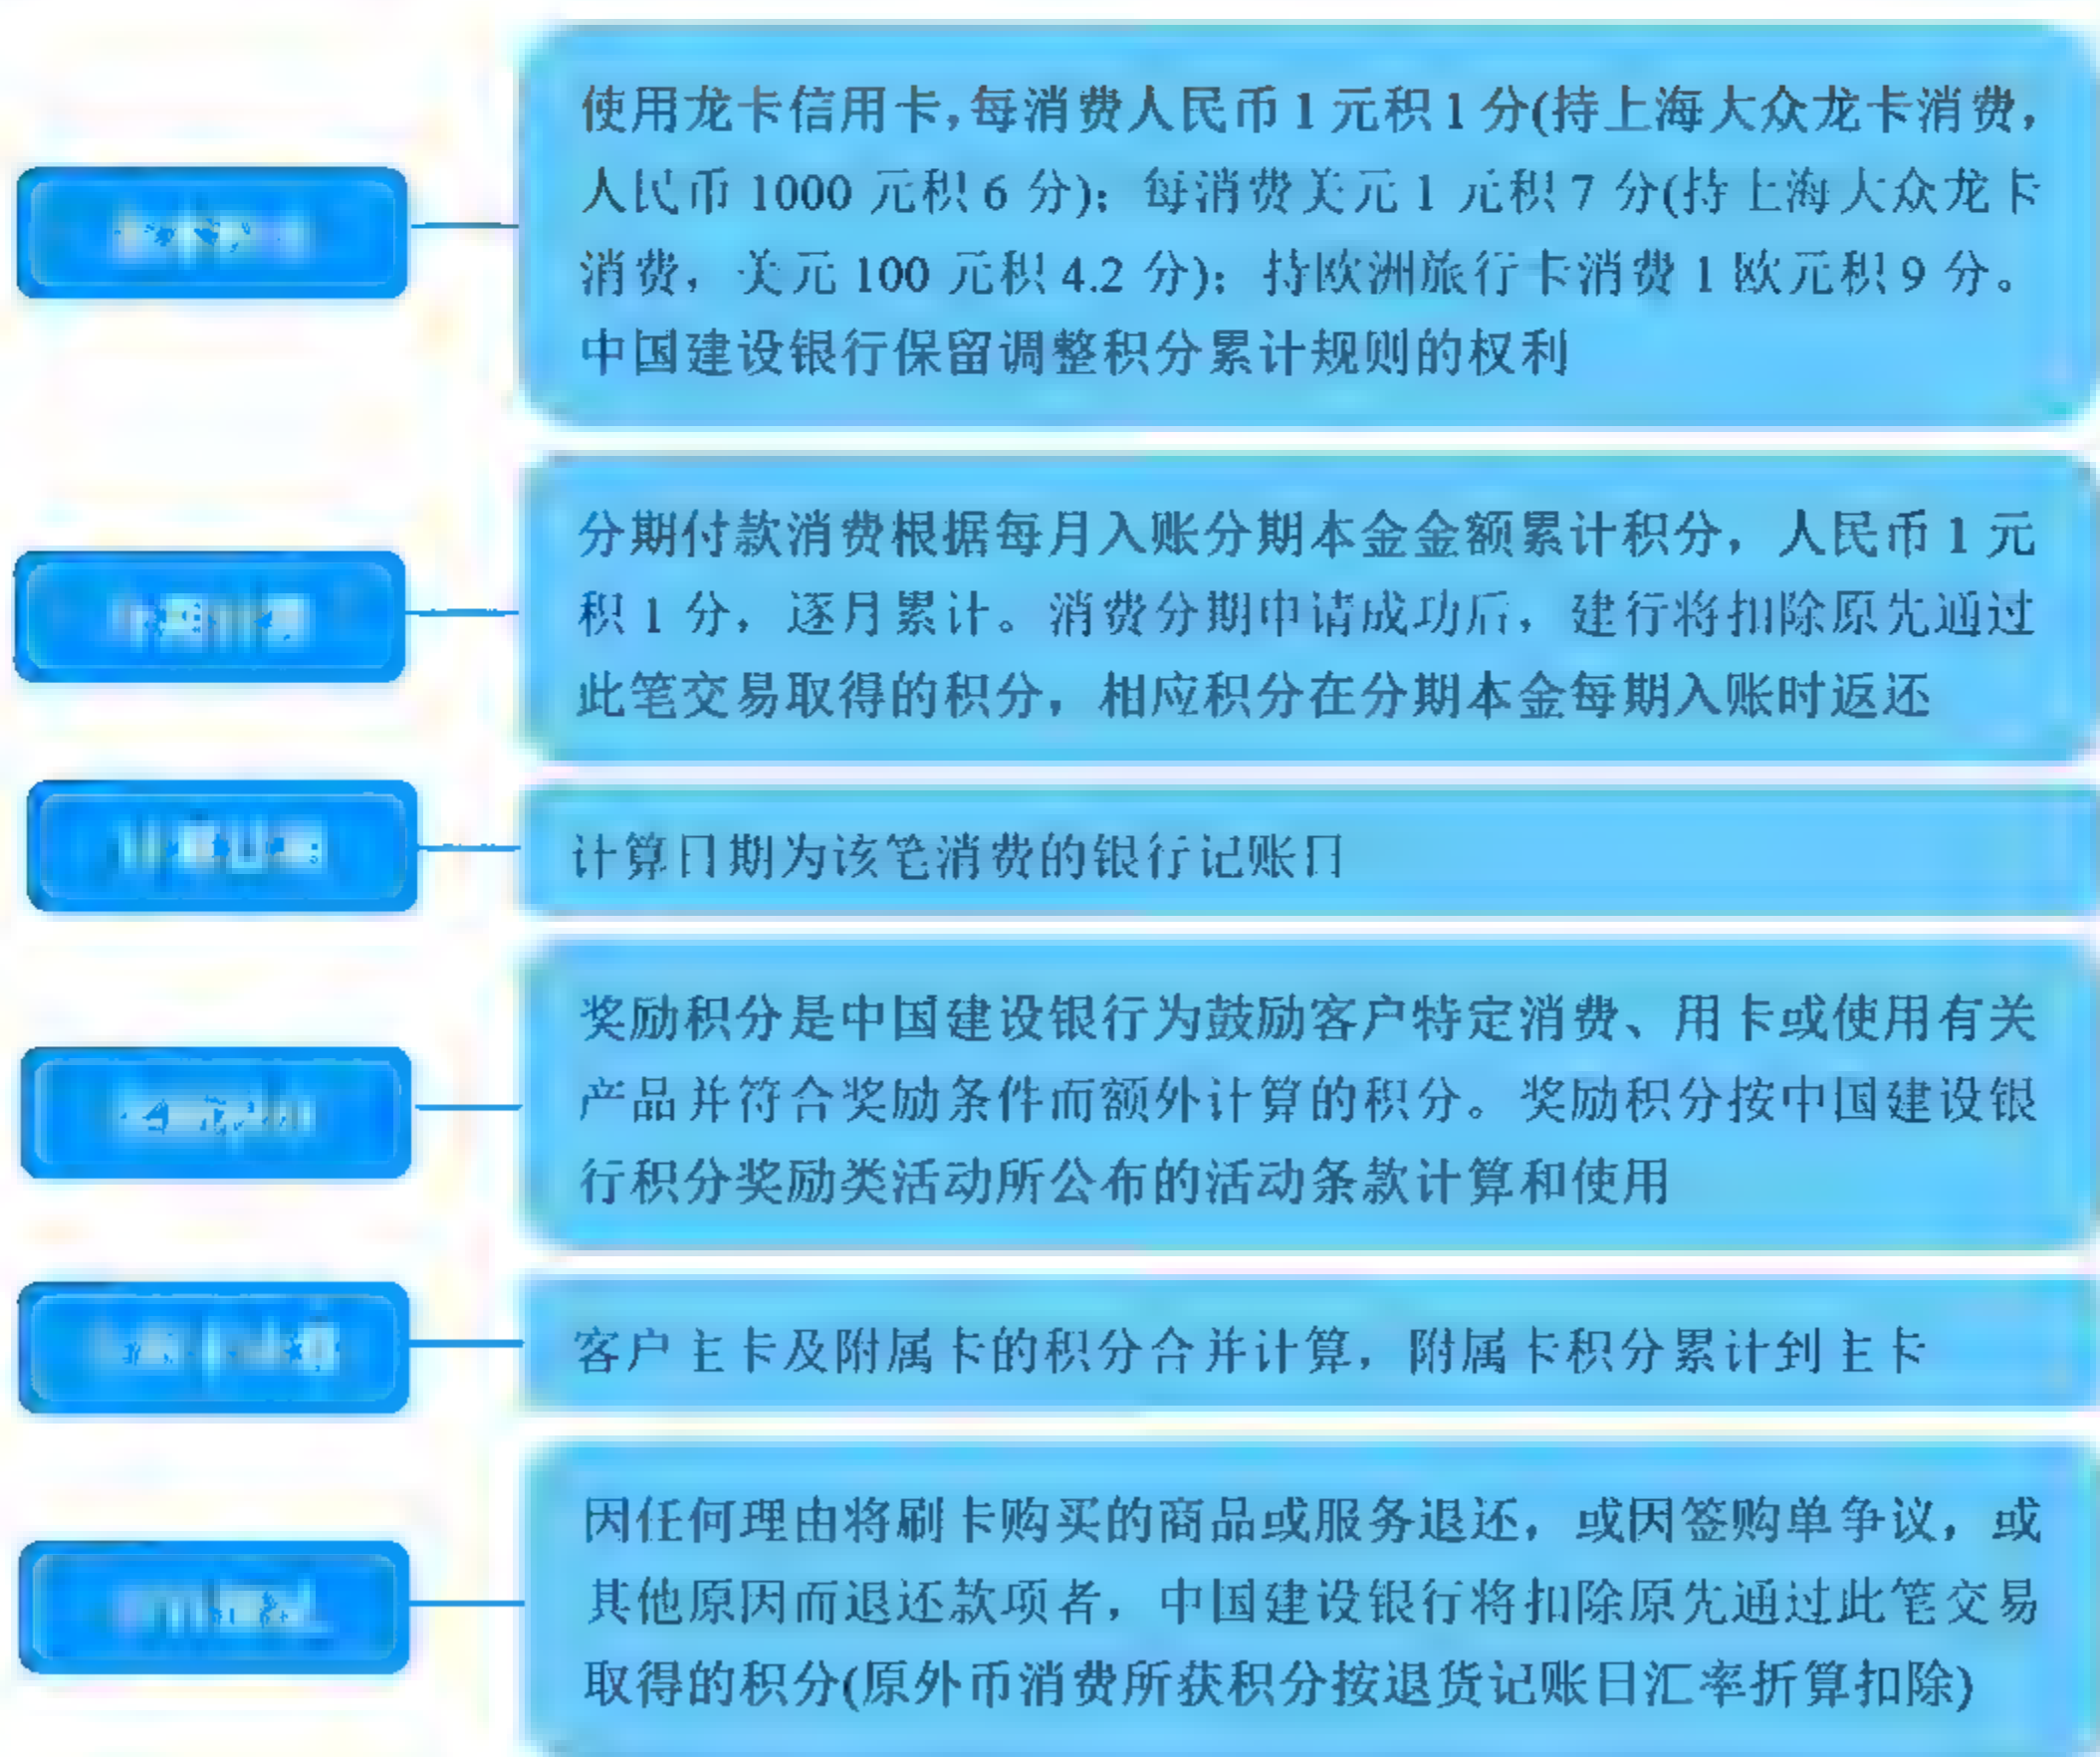 使用龙卡信用卡,每消费人民币1元积1分(持上海大众龙卡消费,
人民币1000元积6分);每消费美元1元积7分(持上海大众龙卡
消费,美元100元积4.2分);持欧洲旅行卡消费1欧元积9分。
中国建设银行保留调整积分累计规则的权利
分期付款消费根据每月入账分期本金金额累计积分,人民币1元
积1分,逐月累计。消费分期申请成功后,建行将扣除原先通过
此笔交易取得的积分,相应积分在分期本金每期入账时返还
计算日期为该笔消费的银行记账日
奖励积分是中国建设银行为鼓励客户特定消费、用卡或使用有关
产品并符合奖励条件而额外计算的积分。奖励积分按中国建设银
行积分奖励类活动所公布的活动条款计算和使用
客户主卡及附属卡的积分合并计算,附属卡积分累计到主卡
因任何理由将刷卡购买的商品或服务退还,或因签购单争议,或
其他原因而退还款项者,中国建设银行将扣除原先通过此笔交易
取得的积分(原外币消费所获积分按退货记账日汇率折算扣除)